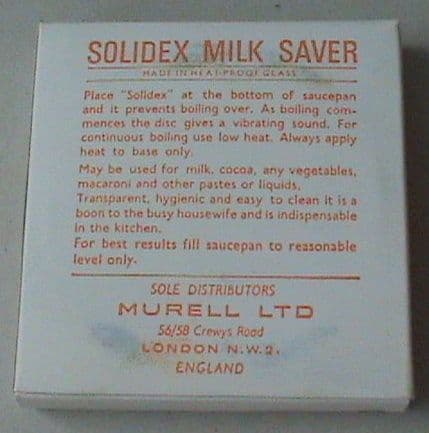 SOLIDEX MILK SAVER
MADE IN HEAT-PROOF GLASS
Place "Solidex" at the bottom of saucepan
and it prevents boiling over. As boiling com-
mences the disc gives a vibrating sound. For
continuous boiling use low heat. Always apply
heat to base only.
May be used for milk, cocoa, any vegetables,
macaroni and other pastes or liquids.
Transparent, hygienic and easy to clean it is a
boon to the busy housewife and is indispensable
in the kitchen.
For best results fill saucepan to reasonable
level only.
SOLE DISTRIBUTORS
MURELL LTD
56/58 Crewys Road
LONDON N.W.2.
ENGLAND